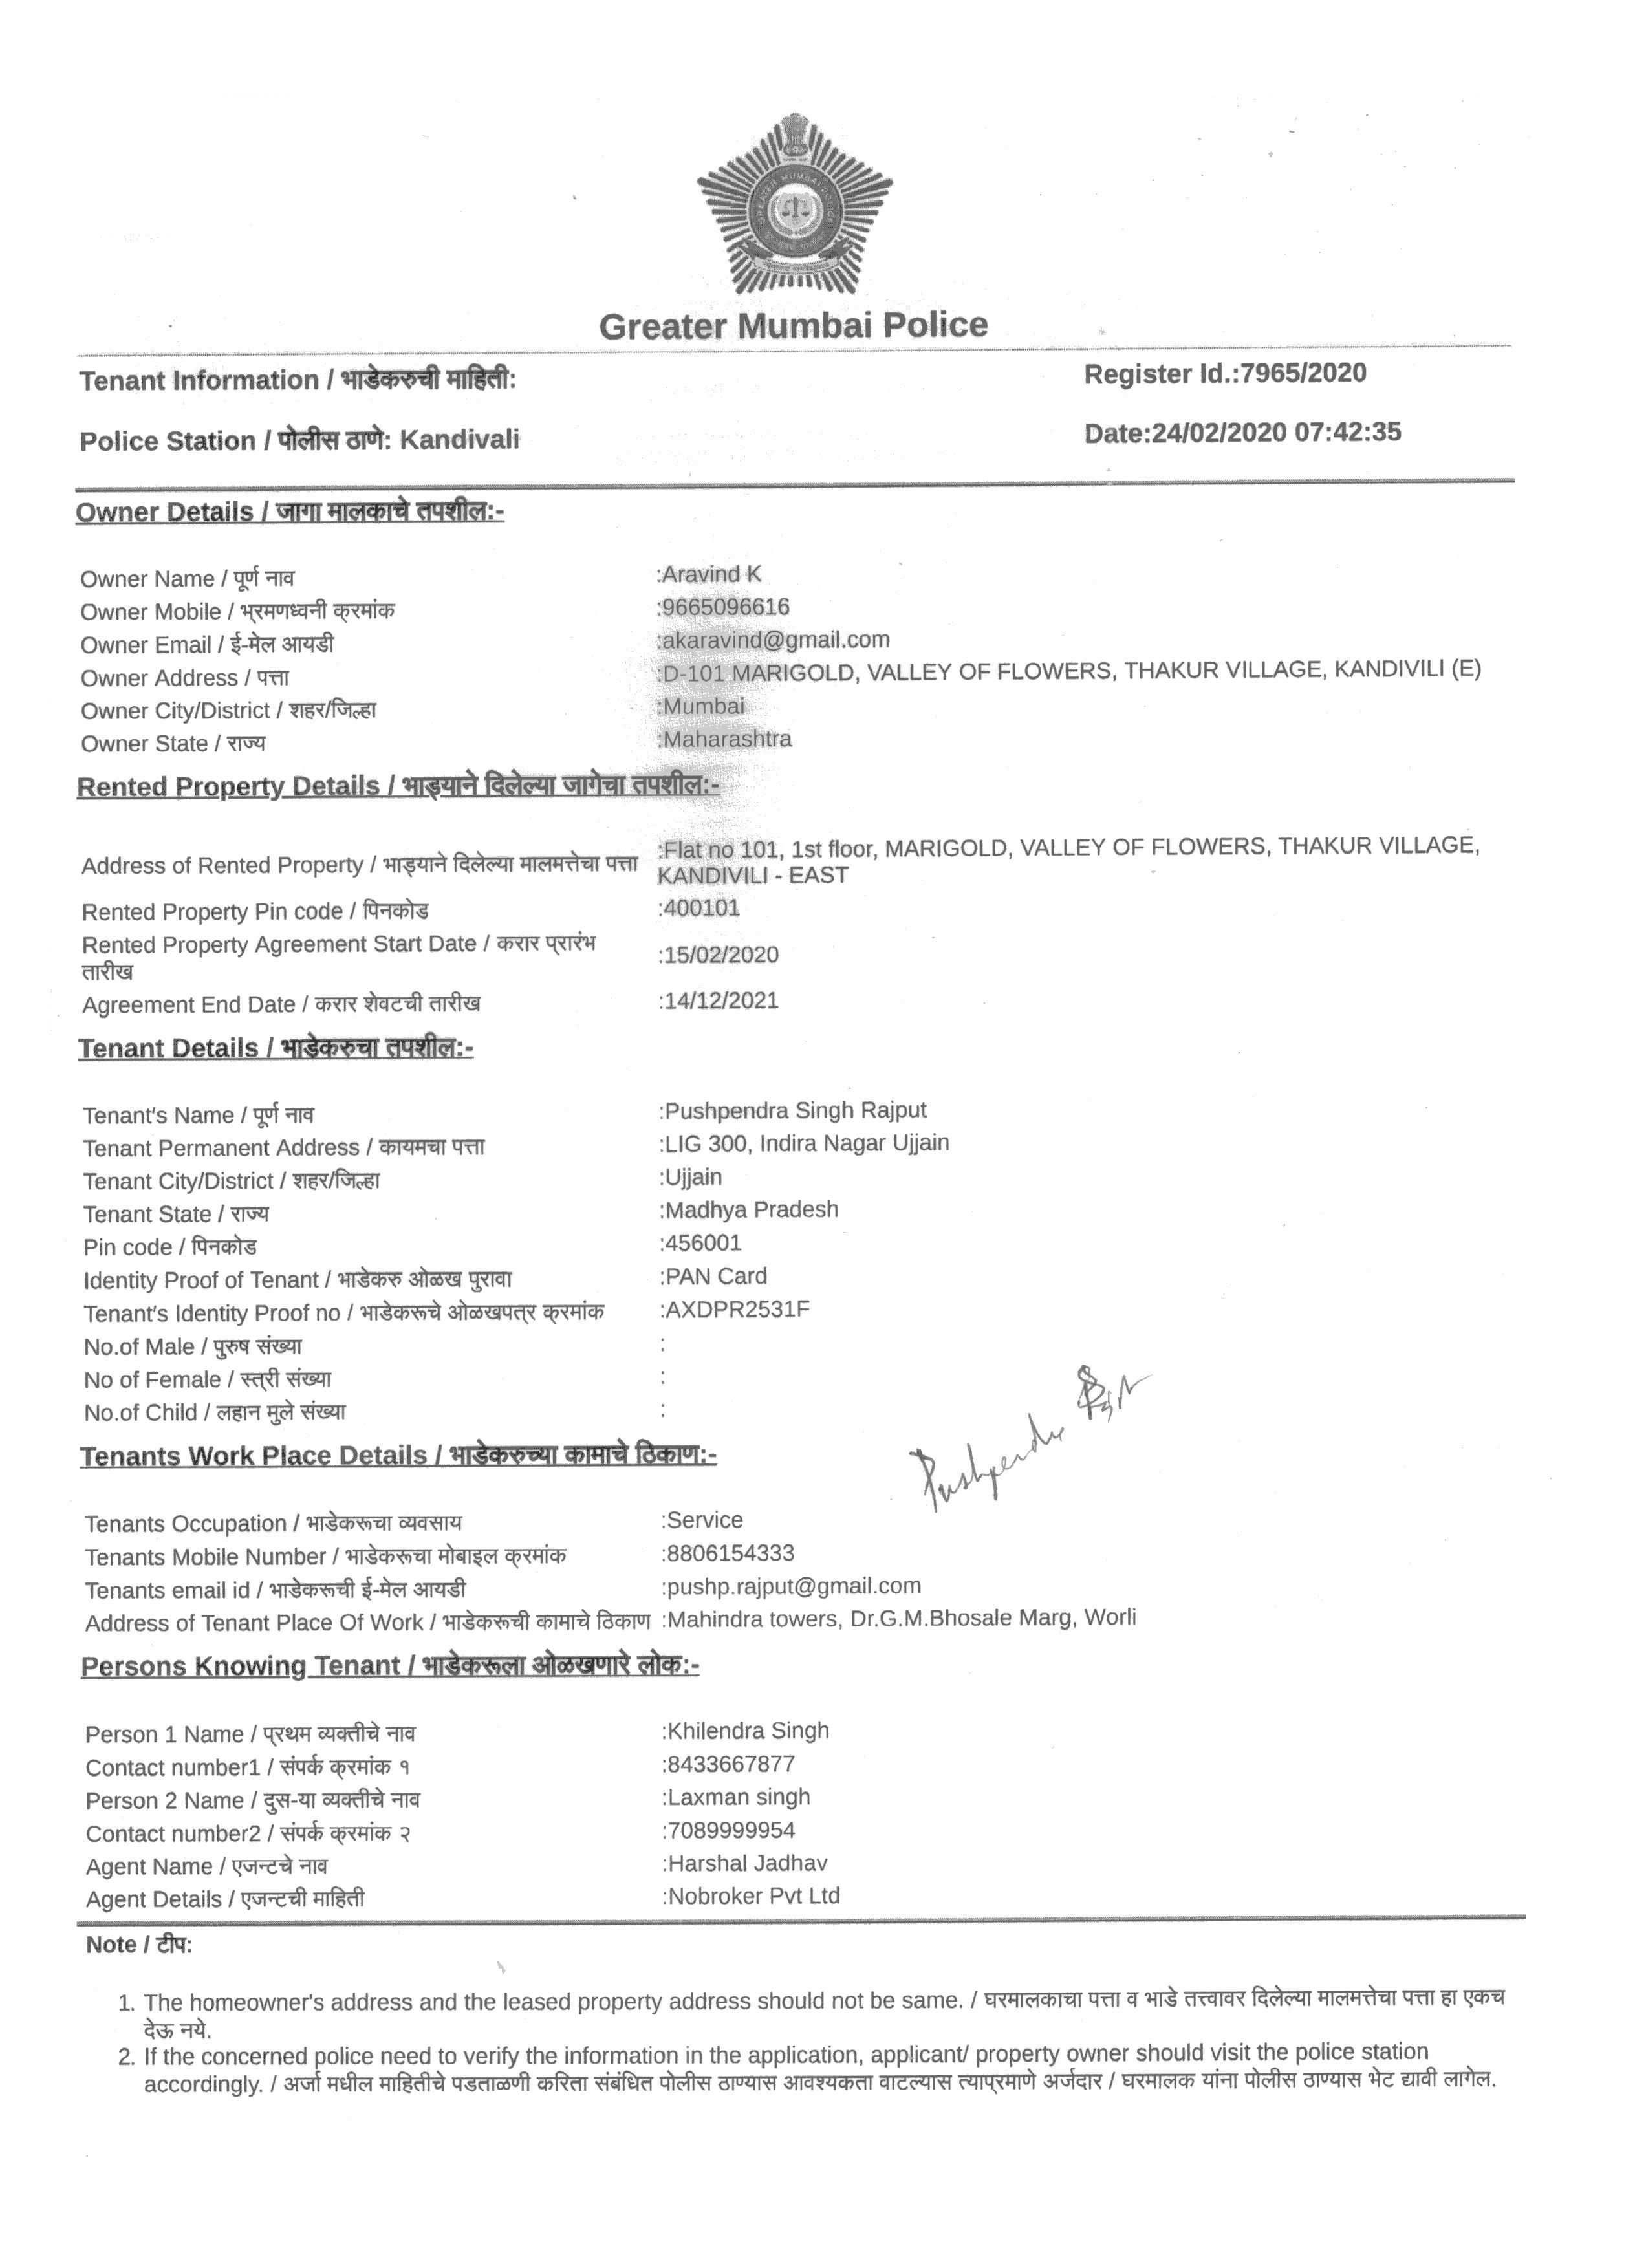 GREATER MUMBAI POLICE
Greater Mumbai Police
Tenant Information / भाडेकरुची माहिती: Register Id.:7965/2020
Police Station / पोलीस ठाणे: Kandivali Date:24/02/2020 07:42:35
Owner Details / जागा मालकाचे तपशील:-
Owner Name / पूर्ण नाव :Aravind K
Owner Mobile / भ्रमणध्वनी क्रमांक :9665096616
Owner Email / ई-मेल आयडी :akaravind@gmail.com
Owner Address / पत्ता :D-101 MARIGOLD, VALLEY OF FLOWERS, THAKUR VILLAGE, KANDIVILI (E)
Owner City/District / शहर/जिल्हा :Mumbai
Owner State / राज्य :Maharashtra
Rented Property Details / भाड्याने दिलेल्या जागेचा तपशील:-
Address of Rented Property / भाड्याने दिलेल्या मालमत्तेचा पत्ता :Flat no 101, 1st floor, MARIGOLD, VALLEY OF FLOWERS, THAKUR VILLAGE,
KANDIVILI - EAST
Rented Property Pin code / पिनकोड :400101
Rented Property Agreement Start Date / करार प्रारंभ
तारीख :15/02/2020
Agreement End Date / करार शेवटची तारीख :14/12/2021
Tenant Details / भाडेकरुचा तपशील:-
Tenant's Name / पूर्ण नाव :Pushpendra Singh Rajput
Tenant Permanent Address / कायमचा पत्ता :LIG 300, Indira Nagar Ujjain
Tenant City/District / शहर/जिल्हा :Ujjain
Tenant State / राज्य :Madhya Pradesh
Pin code / पिनकोड :456001
Identity Proof of Tenant / भाडेकरु ओळख पुरावा :PAN Card
Tenant's Identity Proof no / भाडेकरूचे ओळखपत्र क्रमांक :AXDPR2531F
No.of Male / पुरुष संख्या :
No of Female / स्त्री संख्या :
No.of Child / लहान मुले संख्या :
Pushpendra
Tenants Work Place Details / भाडेकरुच्या कामाचे ठिकाण:-
Tenants Occupation / भाडेकरूचा व्यवसाय :Service
Tenants Mobile Number / भाडेकरूचा मोबाइल क्रमांक :8806154333
Tenants email id / भाडेकरूची ई-मेल आयडी :pushp.rajput@gmail.com
Address of Tenant Place Of Work / भाडेकरूची कामाचे ठिकाण :Mahindra towers, Dr.G.M.Bhosale Marg, Worli
Persons Knowing Tenant / भाडेकरूला ओळखणारे लोक:-
Person 1 Name / प्रथम व्यक्तीचे नाव :Khilendra Singh
Contact number1 / संपर्क क्रमांक १ :8433667877
Person 2 Name / दुस-या व्यक्तीचे नाव :Laxman singh
Contact number2 / संपर्क क्रमांक २ :7089999954
Agent Name / एजन्टचे नाव :Harshal Jadhav
Agent Details / एजन्टची माहिती :Nobroker Pvt Ltd
Note / टीप:
1. The homeowner's address and the leased property address should not be same. / घरमालकाचा पत्ता व भाडे तत्त्वावर दिलेल्या मालमत्तेचा पत्ता हा एकच
देऊ नये.
2. If the concerned police need to verify the information in the application, applicant/ property owner should visit the police station
accordingly. / अर्जा मधील माहितीचे पडताळणी करिता संबंधित पोलीस ठाण्यास आवश्यकता वाटल्यास त्याप्रमाणे अर्जदार / घरमालक यांना पोलीस ठाण्यास भेट द्यावी लागेल.